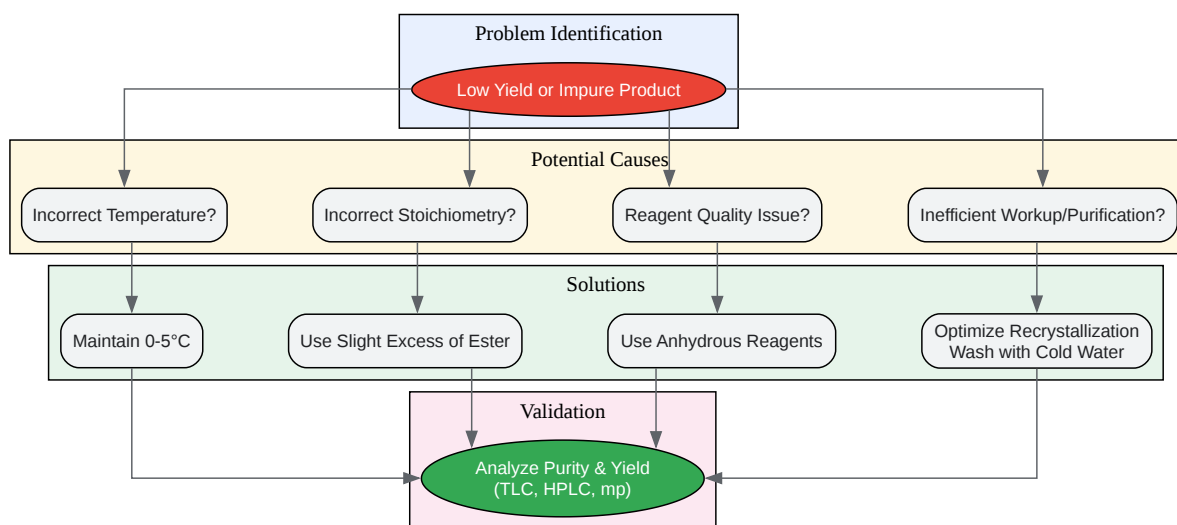 Problem Identification
Low Yield or Impure Product
Potential Causes
Incorrect Temperature?
Incorrect Stoichiometry?
Reagent Quality Issue?
Inefficient Workup/Purification?
Solutions
Maintain 0-5°C
Use Slight Excess of Ester
Use Anhydrous Reagents
Optimize Recrystallization
Wash with Cold Water
Validation
Analyze Purity & Yield
(TLC, HPLC, mp)